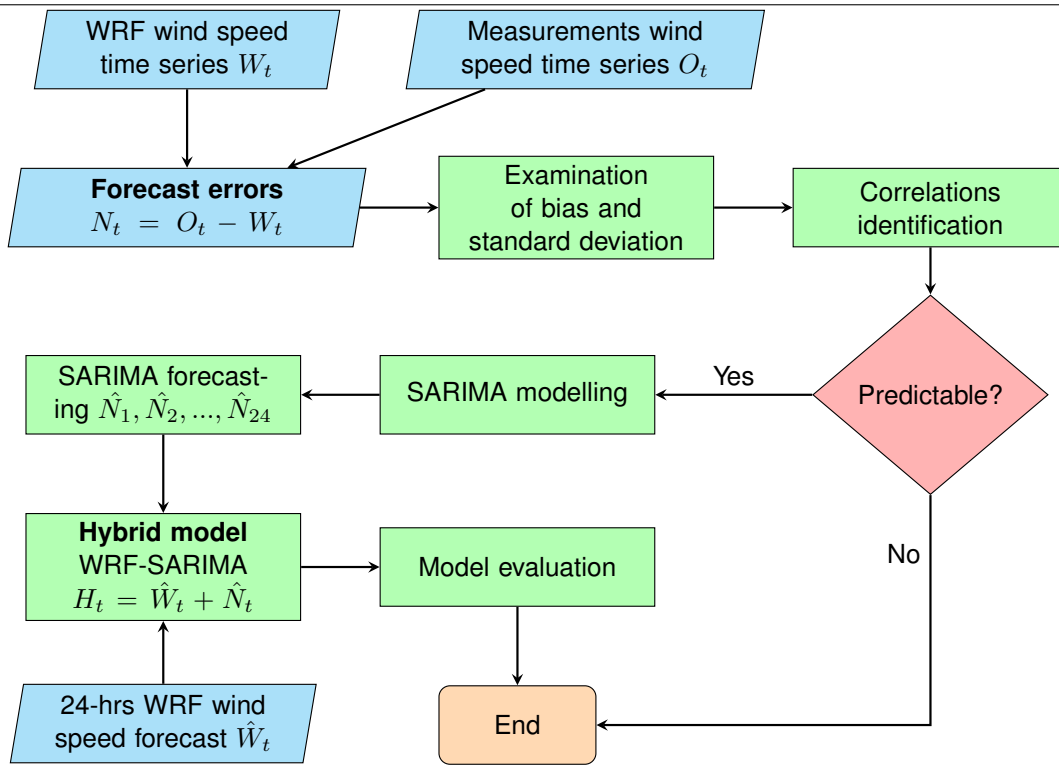 WRF wind speed
time series $W_t$
Measurements wind
speed time series $O_t$
Forecast errors
$N_t = O_t - W_t$
Examination
of bias and
standard deviation
Correlations
identification
SARIMA forecast-
ing $\hat{N}_1, \hat{N}_2, ..., \hat{N}_{24}$
SARIMA modelling
Yes
Predictable?
Hybrid model
WRF-SARIMA
$H_t = \hat{W}_t + \hat{N}_t$
Model evaluation
No
24-hrs WRF wind
speed forecast $\hat{W}_t$
End